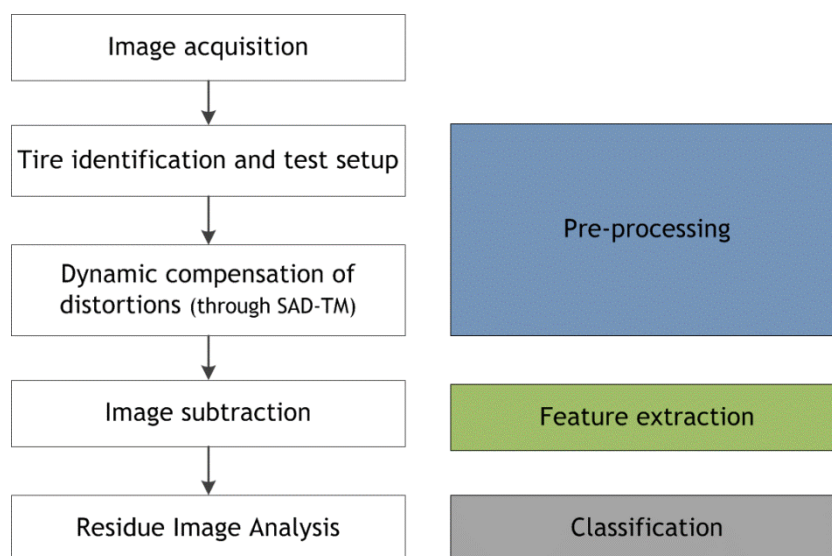 Image acquisition
Tire identification and test setup
Pre-processing
Dynamic compensation of
distortions (through SAD-TM)
Image subtraction
Feature extraction
Residue Image Analysis
Classification